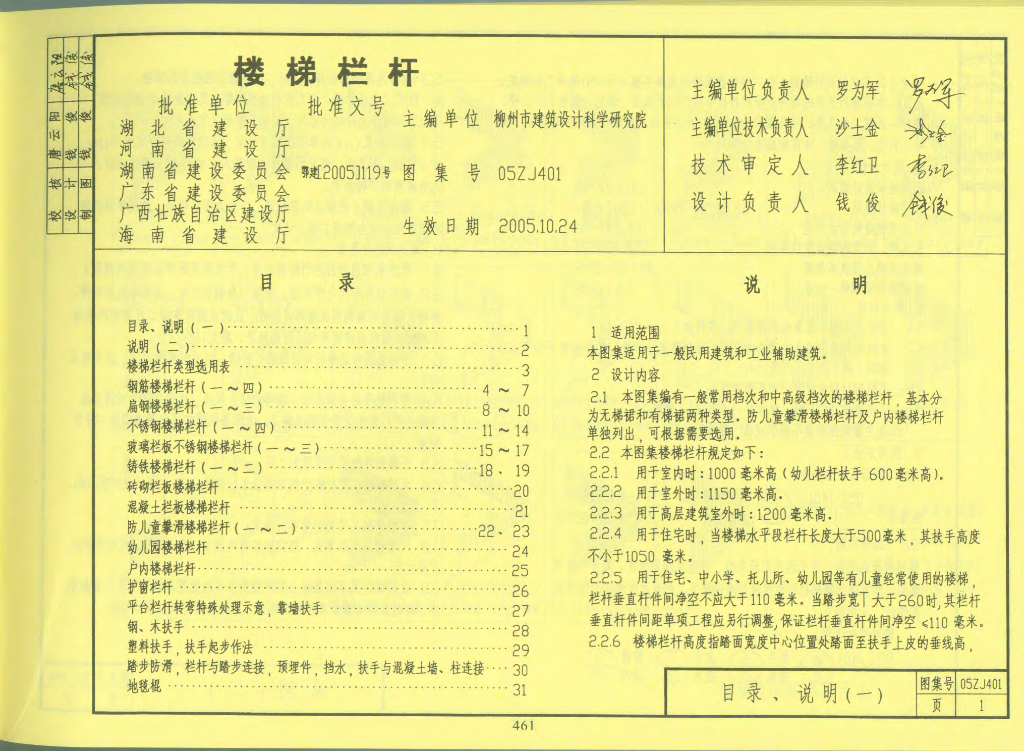 楼梯栏杆
批准单位 批准文号
湖北省建设厅
河南省建设厅
湖南省建设委员会 鄂建[2005]119号
广东省建设委员会
广西壮族自治区建设厅
海南省建设厅
主编单位 柳州市建筑设计科学研究院
图集号 05ZJ401
生效日期 2005.10.24
主编单位负责人 罗为军
主编单位技术负责人 沙士金
技术审定人 李红卫
设计负责人 钱俊
校核 唐云阳
设计 钱俊
制图 钱俊
目录
目录、说明(一) 1
说明(二) 2
楼梯栏杆类型选用表 3
钢筋楼梯栏杆(一~四) 4~7
扁钢楼梯栏杆(一~三) 8~10
不锈钢楼梯栏杆(一~四) 11~14
玻璃栏板不锈钢楼梯栏杆(一~三) 15~17
铸铁楼梯栏杆(一~二) 18、19
砖砌栏板楼梯栏杆 20
混凝土栏板楼梯栏杆 21
防儿童攀滑楼梯栏杆(一~二) 22、23
幼儿园楼梯栏杆 24
户内楼梯栏杆 25
护窗栏杆 26
平台栏杆转弯特殊处理示意,靠墙扶手 27
钢、木扶手 28
塑料扶手,扶手起步作法 29
踏步防滑,栏杆与踏步连接,预埋件,挡水,扶手与混凝土墙、柱连接 30
地毯棍 31
说明
1 适用范围
本图集适用于一般民用建筑和工业辅助建筑。
2 设计内容
2.1 本图集编有一般常用档次和中高级档次的楼梯栏杆,基本分
为无梯裙和有梯裙两种类型。防儿童攀滑楼梯栏杆及户内楼梯栏杆
单独列出,可根据需要选用。
2.2 本图集楼梯栏杆规定如下:
2.2.1 用于室内时:1000毫米高(幼儿栏杆扶手600毫米高)。
2.2.2 用于室外时:1150毫米高。
2.2.3 用于高层建筑室外时:1200毫米高。
2.2.4 用于住宅时,当楼梯水平段栏杆长度大于500毫米,其扶手高度
不小于1050毫米。
2.2.5 用于住宅、中小学、托儿所、幼儿园等有儿童经常使用的楼梯,
栏杆垂直杆件间净空不应大于110毫米。当踏步宽T大于260时,其栏杆
垂直杆件间距单项工程应另行调整,保证栏杆垂直杆件间净空<110毫米。
2.2.6 楼梯栏杆高度指踏面宽度中心位置处踏面至扶手上皮的垂线高,
目录、说明(一)
图集号 05ZJ401
页 1
461